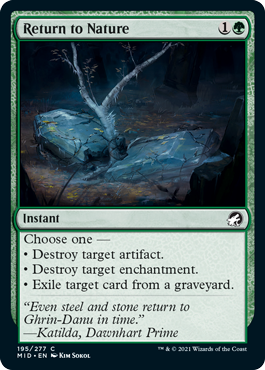 Return to Nature 1
Instant
Choose one —
• Destroy target artifact.
• Destroy target enchantment.
• Exile target card from a graveyard.
"Even steel and stone return to
Ghrin-Danu in time."
—Katilda, Dawnhart Prime
195/277 C
MID • EN KIM SOKOL
™ & © 2021 Wizards of the Coast